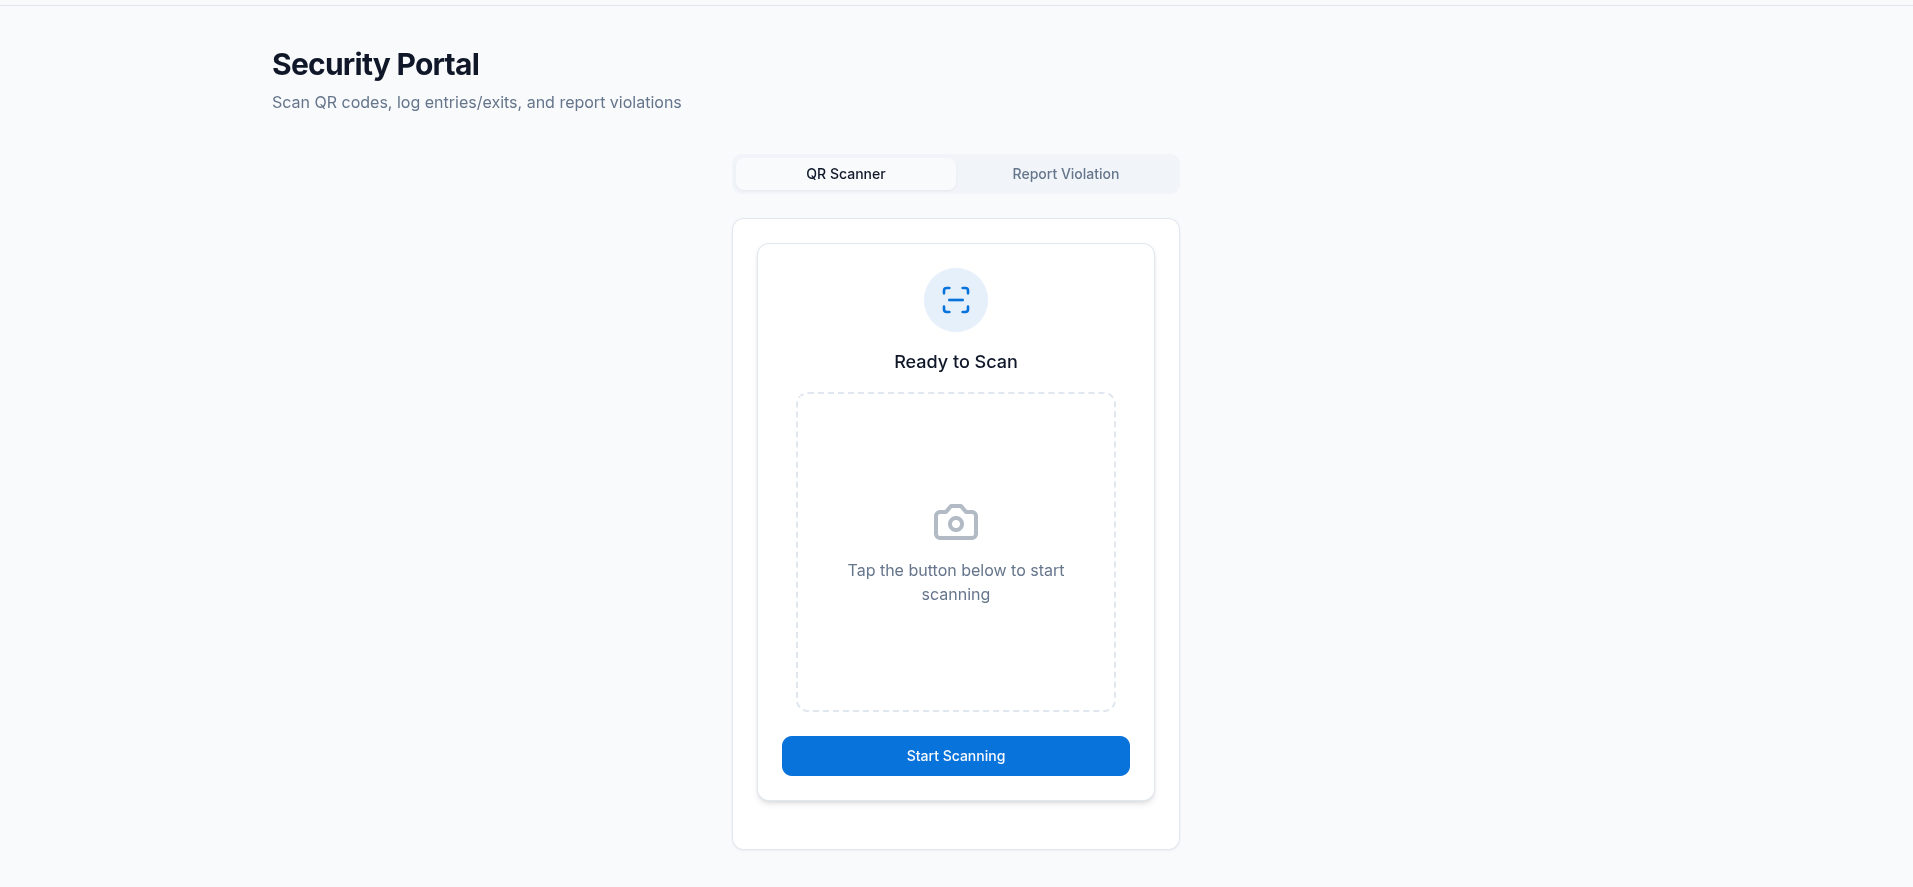 Security Portal
Scan QR codes, log entries/exits, and report violations
QR Scanner
Report Violation
Ready to Scan
Tap the button below to start
scanning
Start Scanning